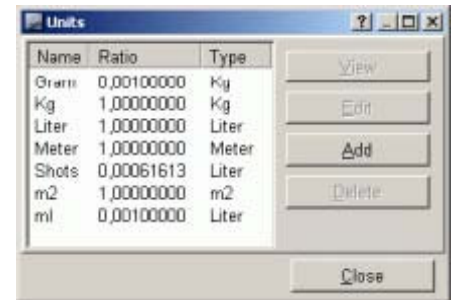 Units
Name Ratio Type
Gram 0,00100000 Kg
Kg 1,00000000 Kg
Liter 1,00000000 Liter
Meter 1,00000000 Meter
Shots 0,00061613 Liter
m2 1,00000000 m2
ml 0,00100000 Liter
View
Edit
Add
Delete
Close